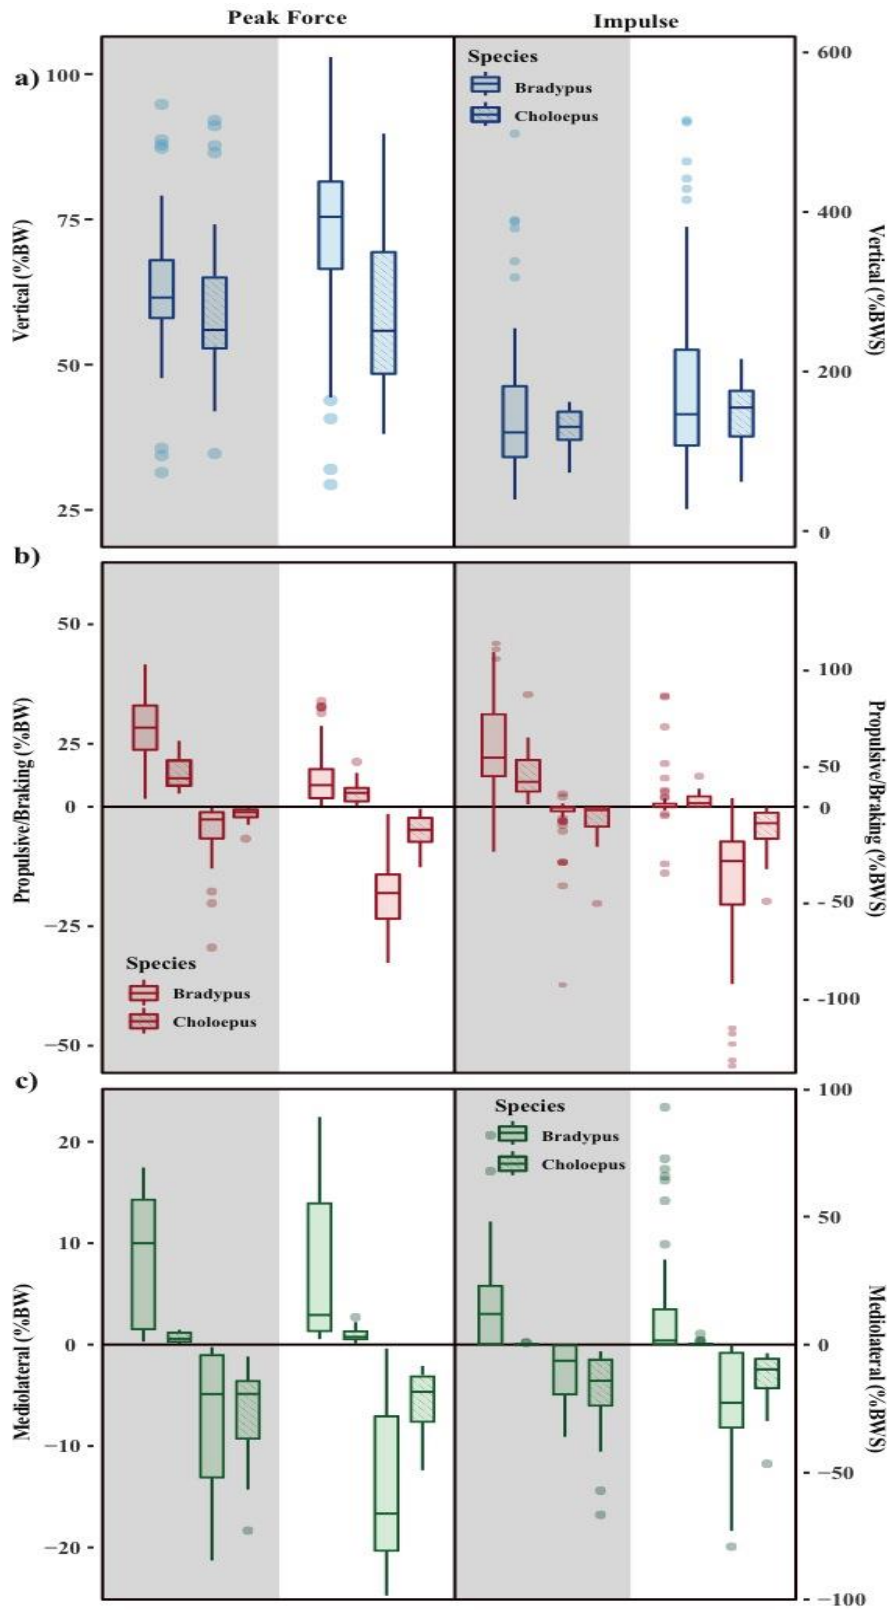 Peak Force
Impulse
a)
Species
Bradypus
Choloepus
100
75
50
25
Vertical (%BW)
600
400
200
0
Vertical (%BWS)
b)
50
25
0
−25
−50
Propulsive/Braking (%BW)
Species
Bradypus
Choloepus
100
50
0
- 50
-100
Propulsive/Braking (%BWS)
c)
Species
Bradypus
Choloepus
20
10
0
−10
−20
Mediolateral (%BW)
100
50
0
−50
−100
Mediolateral (%BWS)